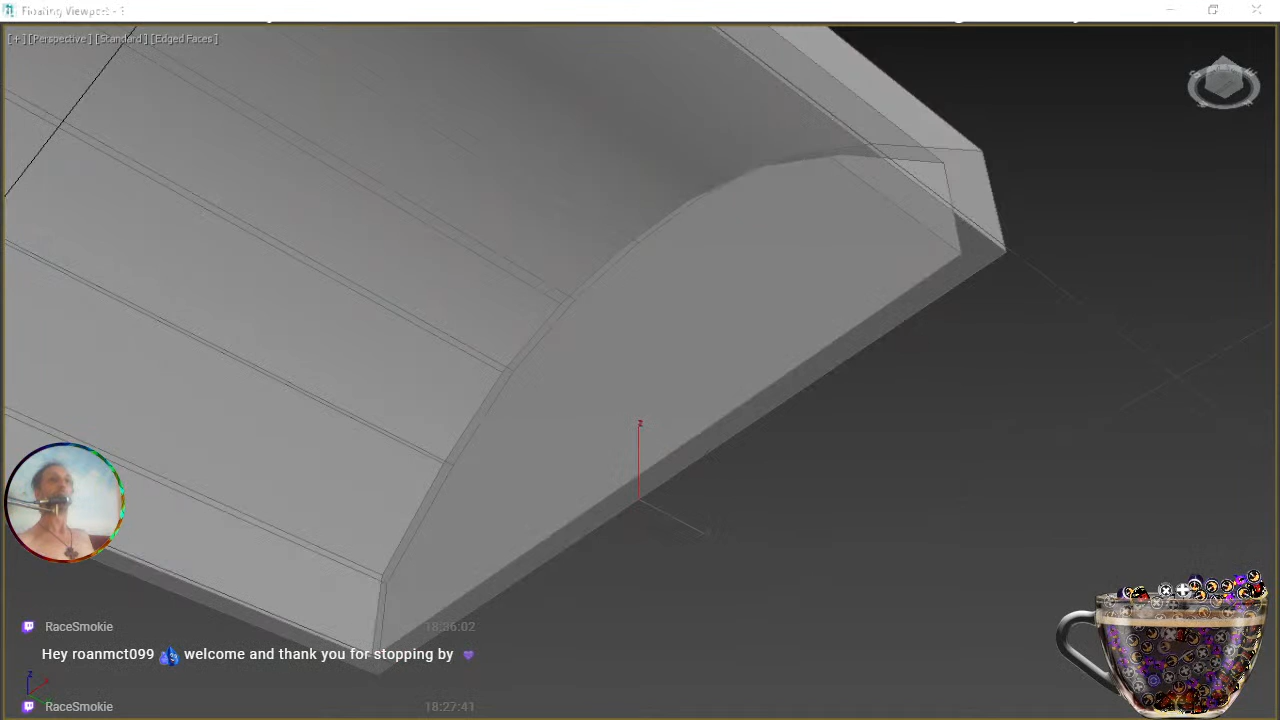 Floating Viewport - 1
[ + ] [Perspective ] [Standard ] [Edged Faces ]
z
RaceSmokie 18:36:02
Hey roanmct099 welcome and thank you for stopping by
z
RaceSmokie 18:27:41